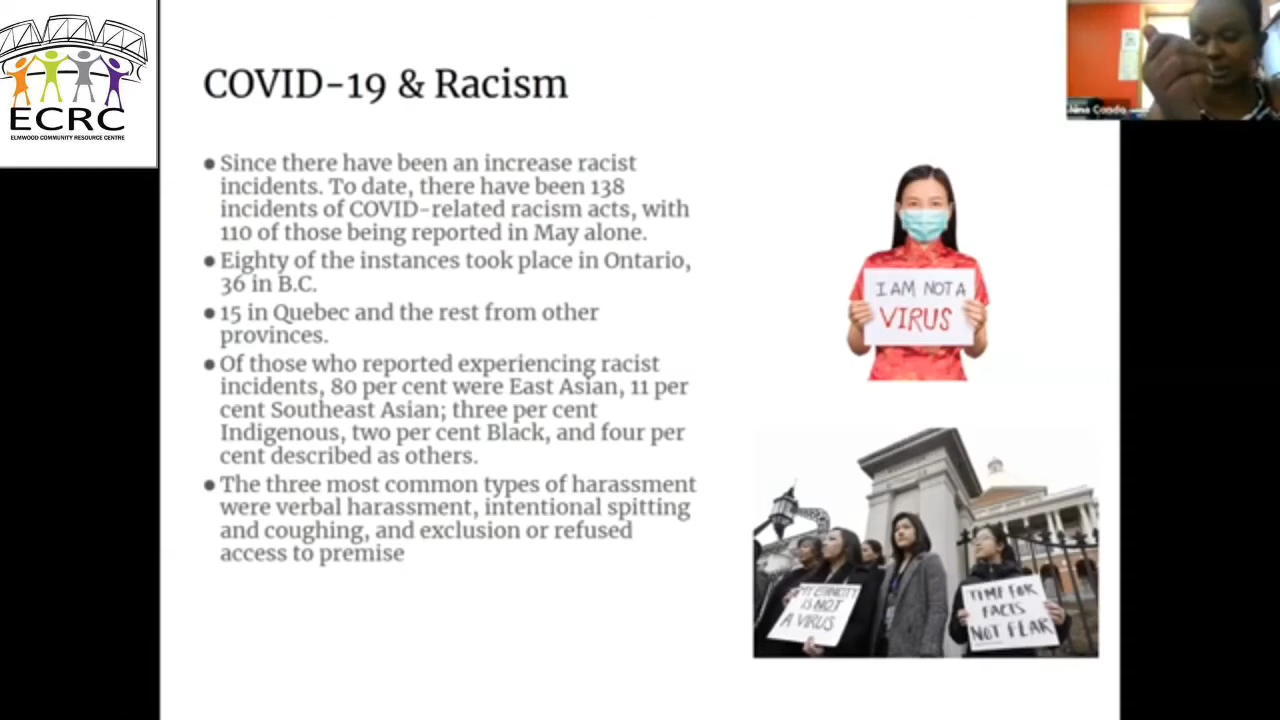 ECRC
ELMWOOD COMMUNITY RESOURCE CENTRE
COVID-19 & Racism
Since there have been an increase racist
incidents. To date, there have been 138
incidents of COVID-related racism acts, with
110 of those being reported in May alone.
Eighty of the instances took place in Ontario,
36 in B.C.
15 in Quebec and the rest from other
provinces.
Of those who reported experiencing racist
incidents, 80 per cent were East Asian, 11 per
cent Southeast Asian; three per cent
Indigenous, two per cent Black, and four per
cent described as others.
The three most common types of harassment
were verbal harassment, intentional spitting
and coughing, and exclusion or refused
access to premise
I AM NOT A
VIRUS
MY ETHNICITY
IS NOT
A VIRUS
TIME FOR
FACTS
NOT FEAR
Nina